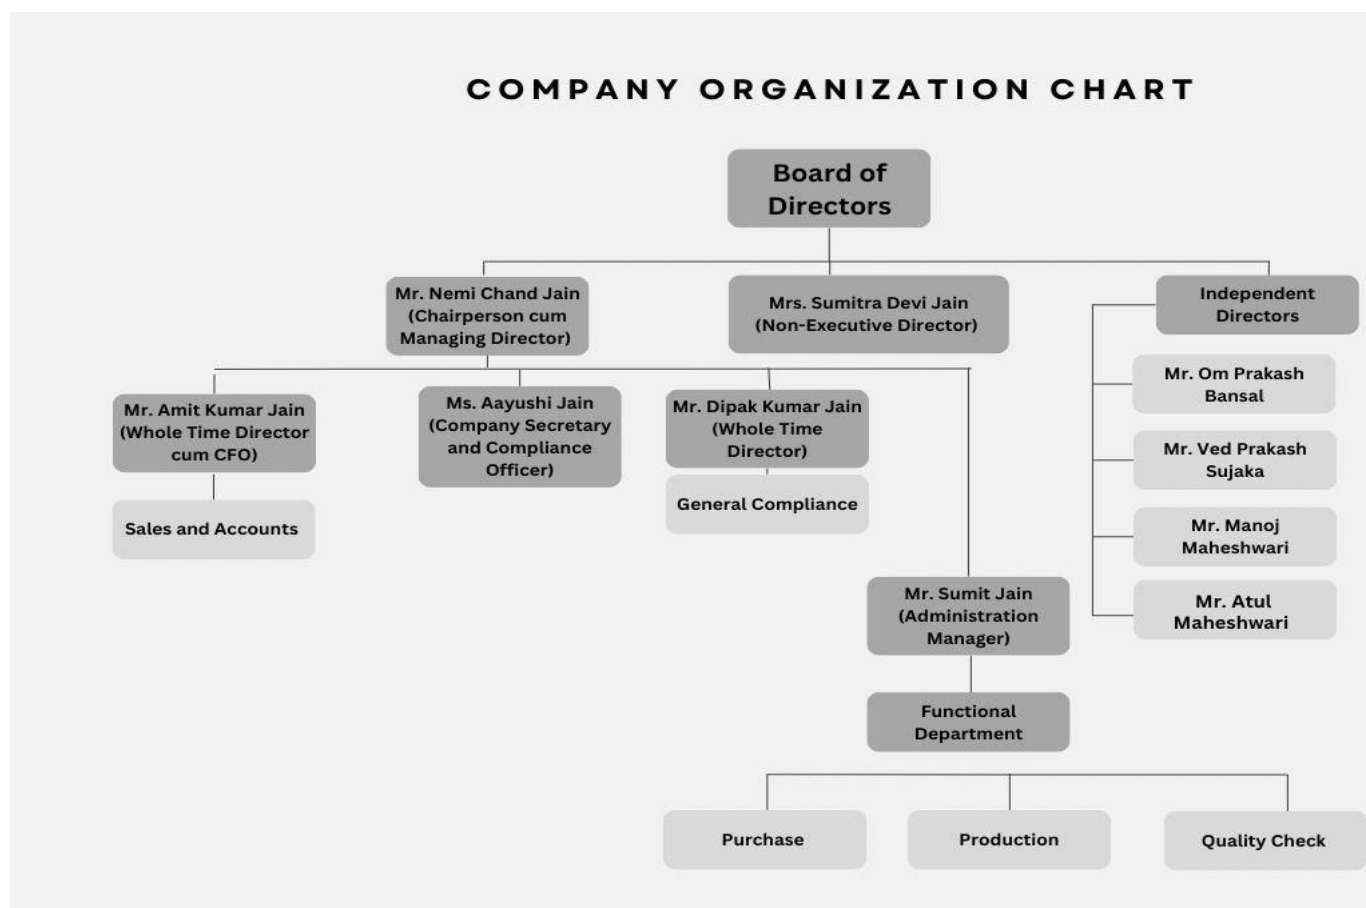 COMPANY ORGANIZATION CHART
Board of
Directors
Mr. Nemi Chand Jain
(Chairperson cum
Managing Director)
Mrs. Sumitra Devi Jain
(Non-Executive Director)
Independent
Directors
Mr. Om Prakash
Bansal
Mr. Ved Prakash
Sujaka
Mr. Manoj
Maheshwari
Mr. Atul
Maheshwari
Mr. Amit Kumar Jain
(Whole Time Director
cum CFO)
Sales and Accounts
Ms. Aayushi Jain
(Company Secretary
and Compliance
Officer)
Mr. Dipak Kumar Jain
(Whole Time
Director)
General Compliance
Mr. Sumit Jain
(Administration
Manager)
Functional
Department
Purchase
Production
Quality Check